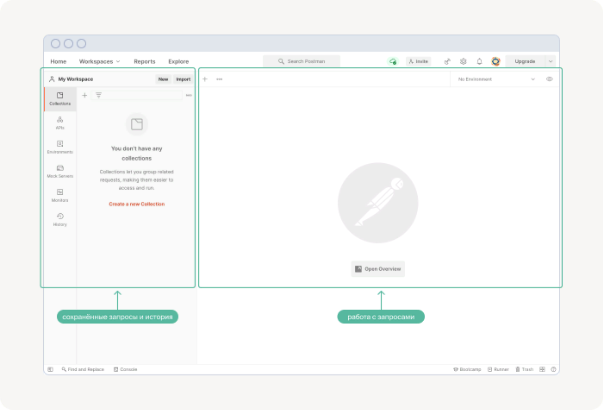 Home Workspaces Reports Explore Search Postman Invite Upgrade
My Workspace New Import No Environment
Collections
APIs
Environments
Mock Servers
Monitors
History
You don't have any
collections
Collections let you group related
requests, making them easier to
access and run.
Create a new Collection
Open Overview
сохранённые запросы и история
работа с запросами
Find and Replace Console Bootcamp Runner Trash